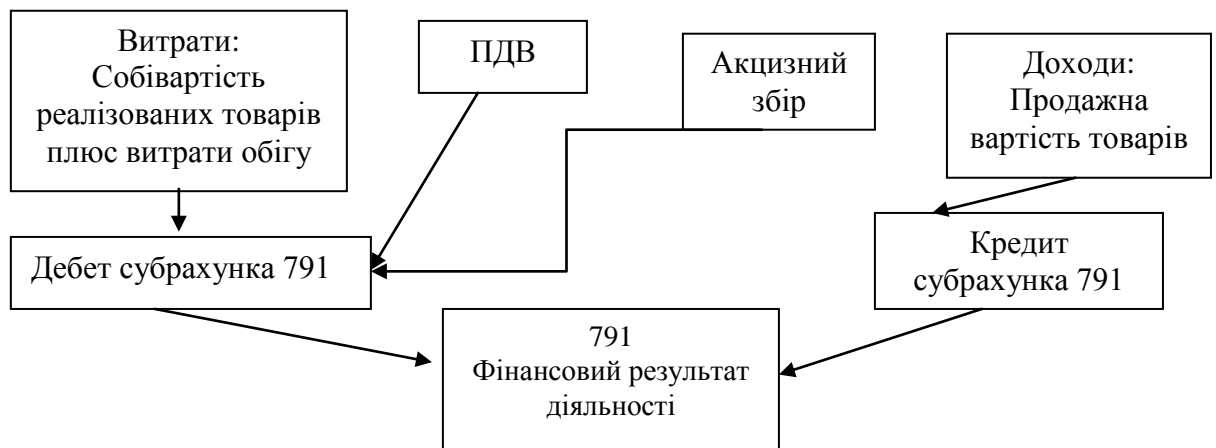 Витрати:
Собівартість
реалізованих товарів
плюс витрати обігу
ПДВ
Акцизний
збір
Доходи:
Продажна
вартість товарів
Дебет субрахунка 791
Кредит
субрахунка 791
791
Фінансовий результат
діяльності